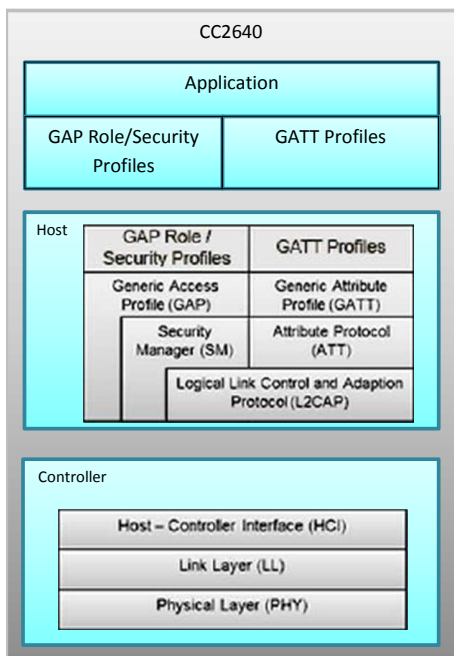 CC2640
Application
GAP Role/Security
Profiles
GATT Profiles
Host
GAP Role /
Security Profiles
GATT Profiles
Generic Access
Profile (GAP)
Generic Attribute
Profile (GATT)
Security
Manager (SM)
Attribute Protocol
(ATT)
Logical Link Control and Adaption
Protocol (L2CAP)
Controller
Host – Controller Interface (HCI)
Link Layer (LL)
Physical Layer (PHY)